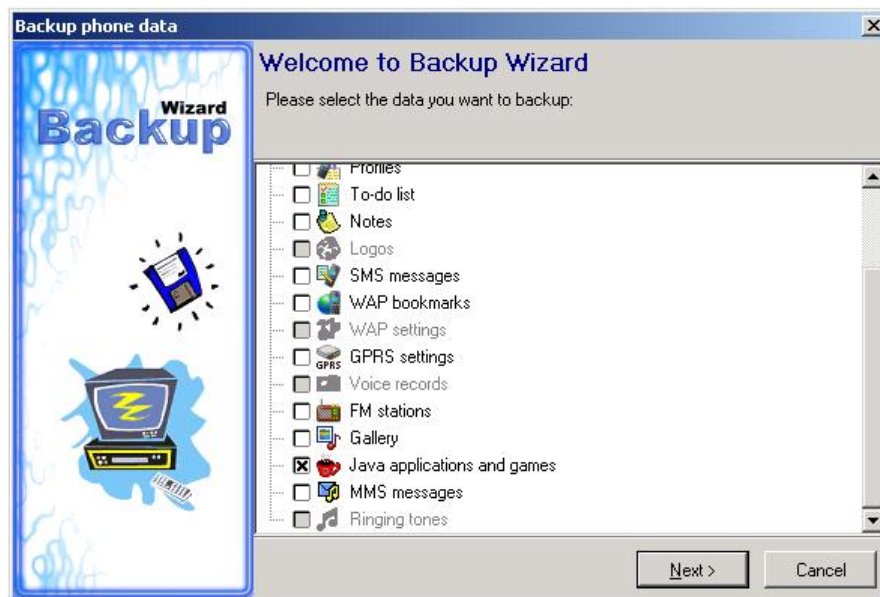 Backup phone data
Wizard
Backup
Welcome to Backup Wizard
Please select the data you want to backup:
Profiles
To-do list
Notes
Logos
SMS messages
WAP bookmarks
WAP settings
GPRS
GPRS settings
Voice records
FM stations
Gallery
Java applications and games
MMS messages
Ringing tones
Next >
Cancel